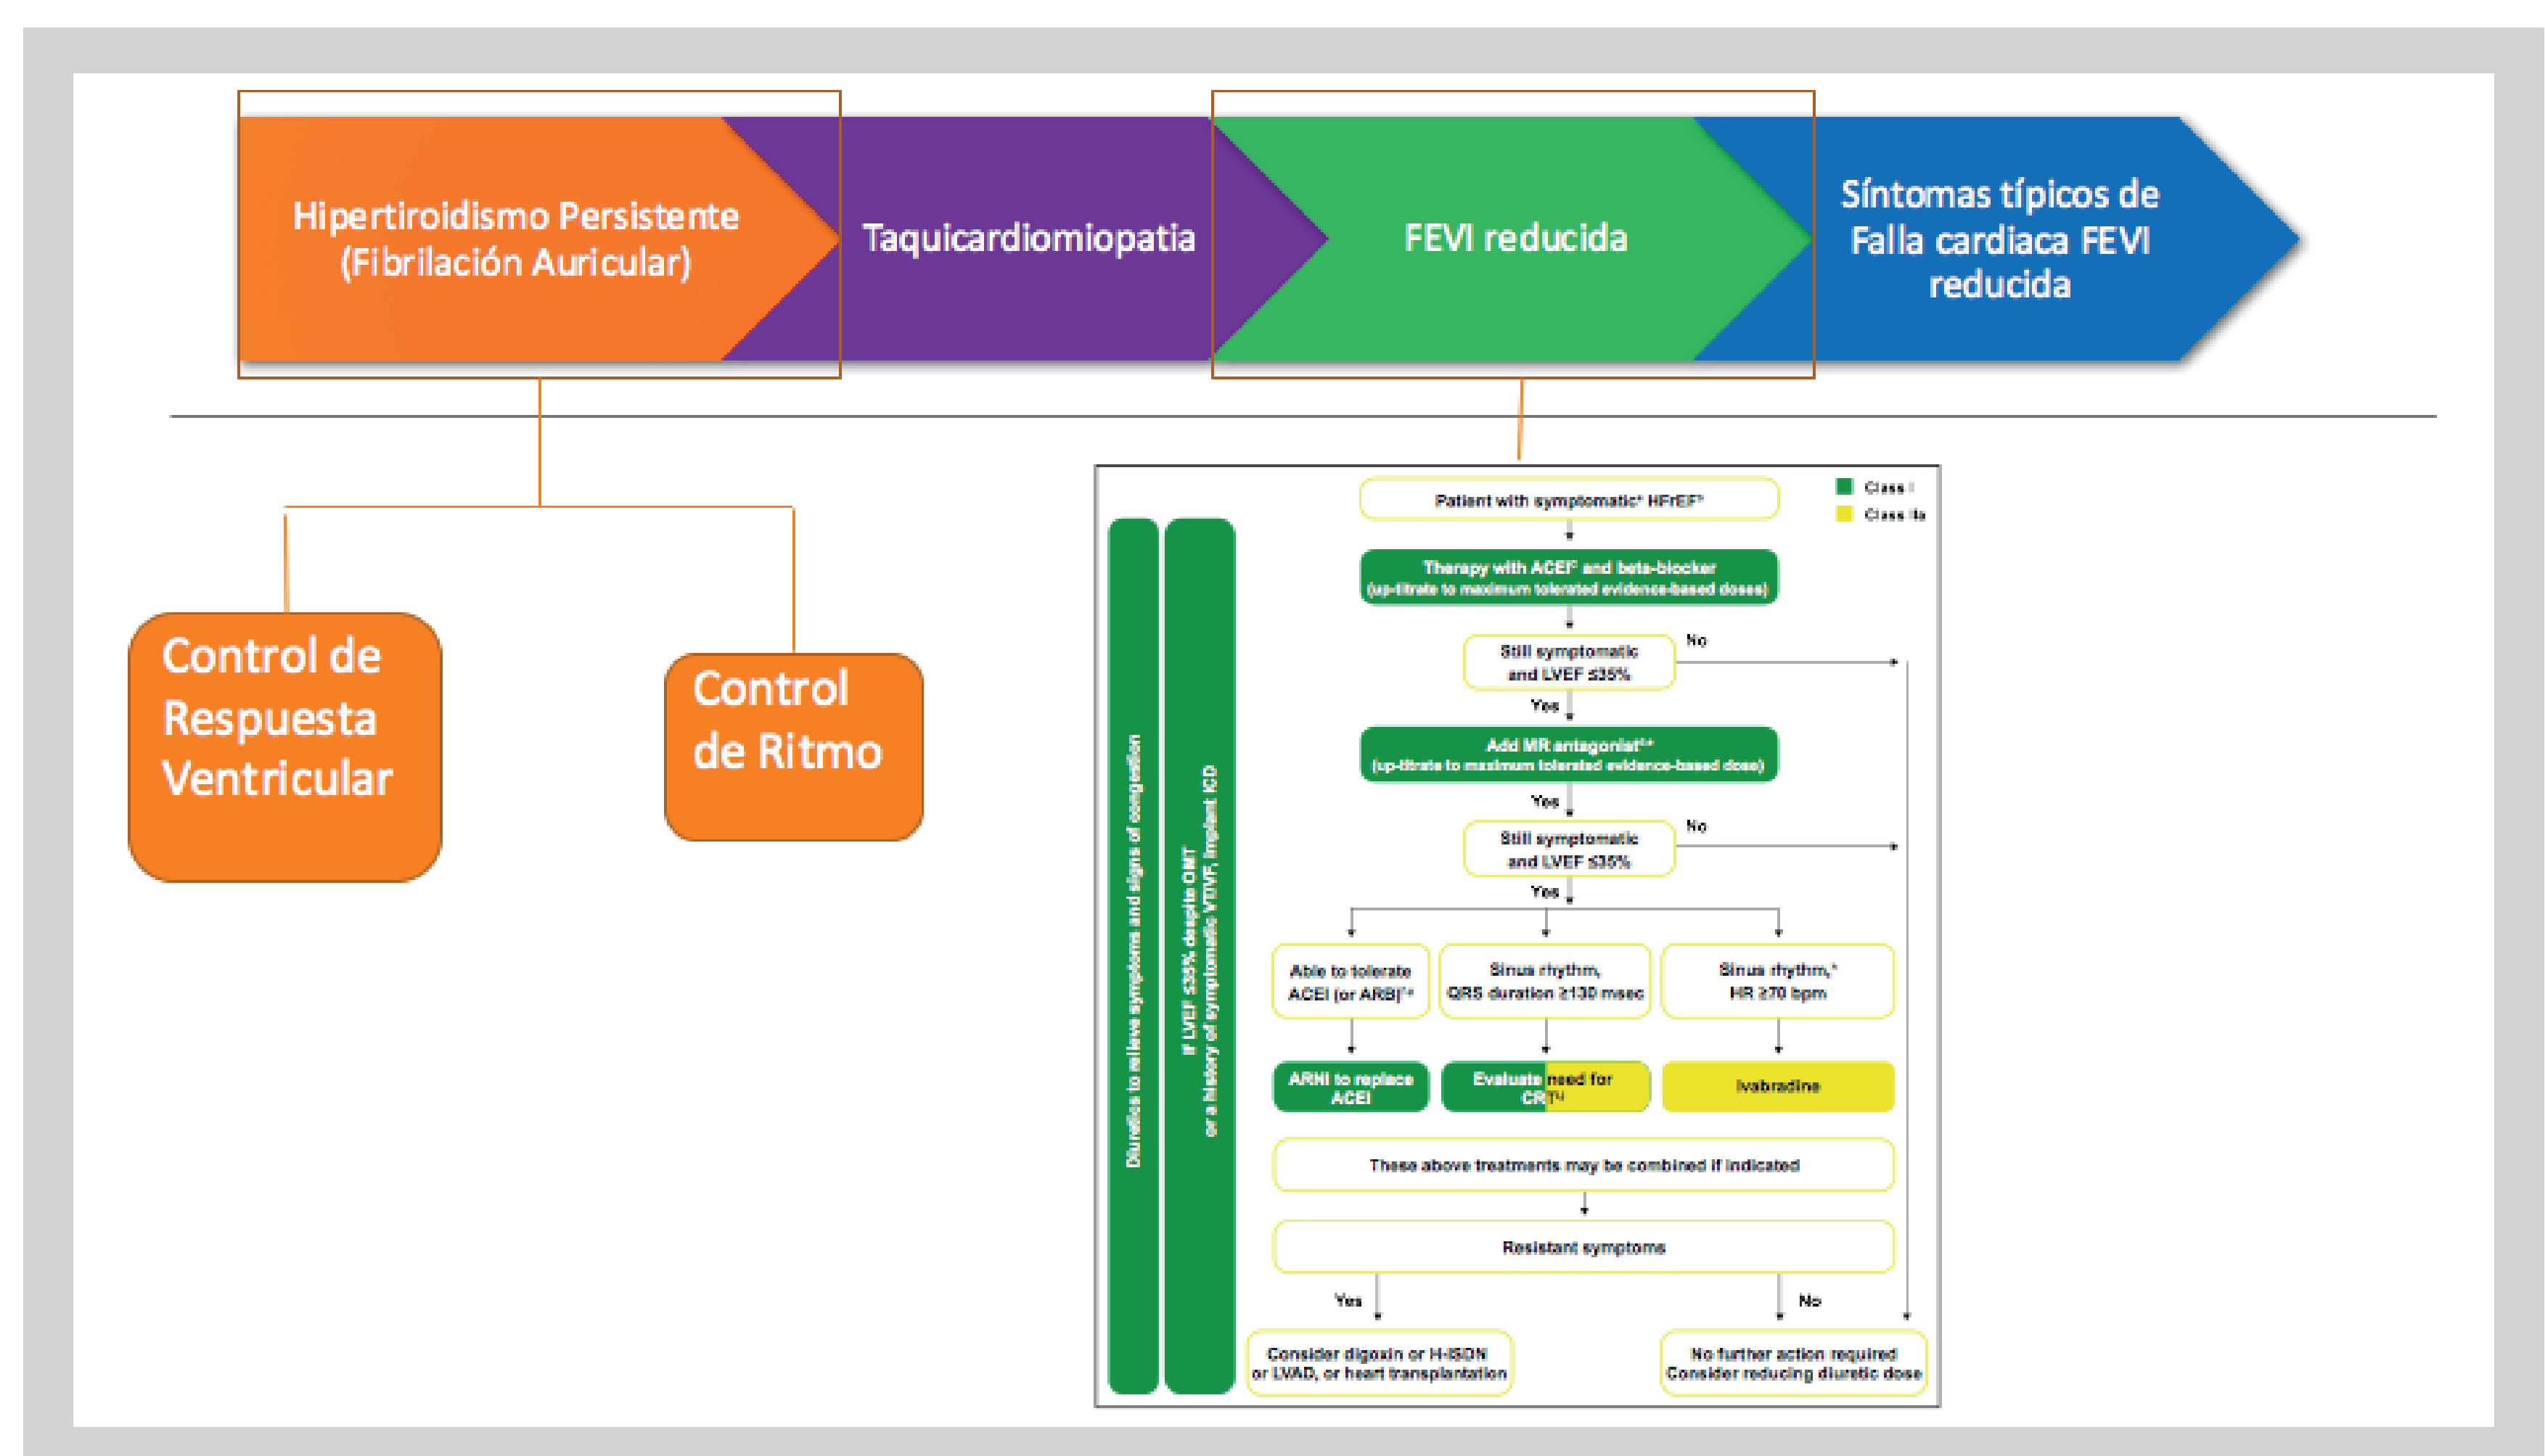 Hipertiroidismo Persistente
(Fibrilación Auricular)
Taquicardiomiopatia
FEVI reducida
Síntomas típicos de
Falla cardiaca FEVI
reducida
Control de
Respuesta
Ventricular
Control
de Ritmo
Class I
Class IIa
Patient with symptomatic HFrEF
Therapy with ACEI and beta-blocker
(up-titrate to maximum tolerated evidence-based doses)
Still symptomatic
and LVEF ≤35%
No
Yes
Add MR antagonist
(up-titrate to maximum tolerated evidence-based dose)
Yes
Still symptomatic
and LVEF ≤35%
No
Yes
Able to tolerate
ACEI (or ARB)
Sinus rhythm,
QRS duration ≥130 msec
Sinus rhythm,
HR ≥70 bpm
ARNI to replace
ACEI
Evaluate need for
CRT
Ivabradine
These above treatments may be combined if indicated
Resistant symptoms
Yes
No
Consider digoxin or H-ISDN
or LVAD, or heart transplantation
No further action required
Consider reducing diuretic dose
Diuretics to relieve symptoms and signs of congestion
If LVEF ≤35% despite OMT
or a history of symptomatic VT/VF, implant ICD